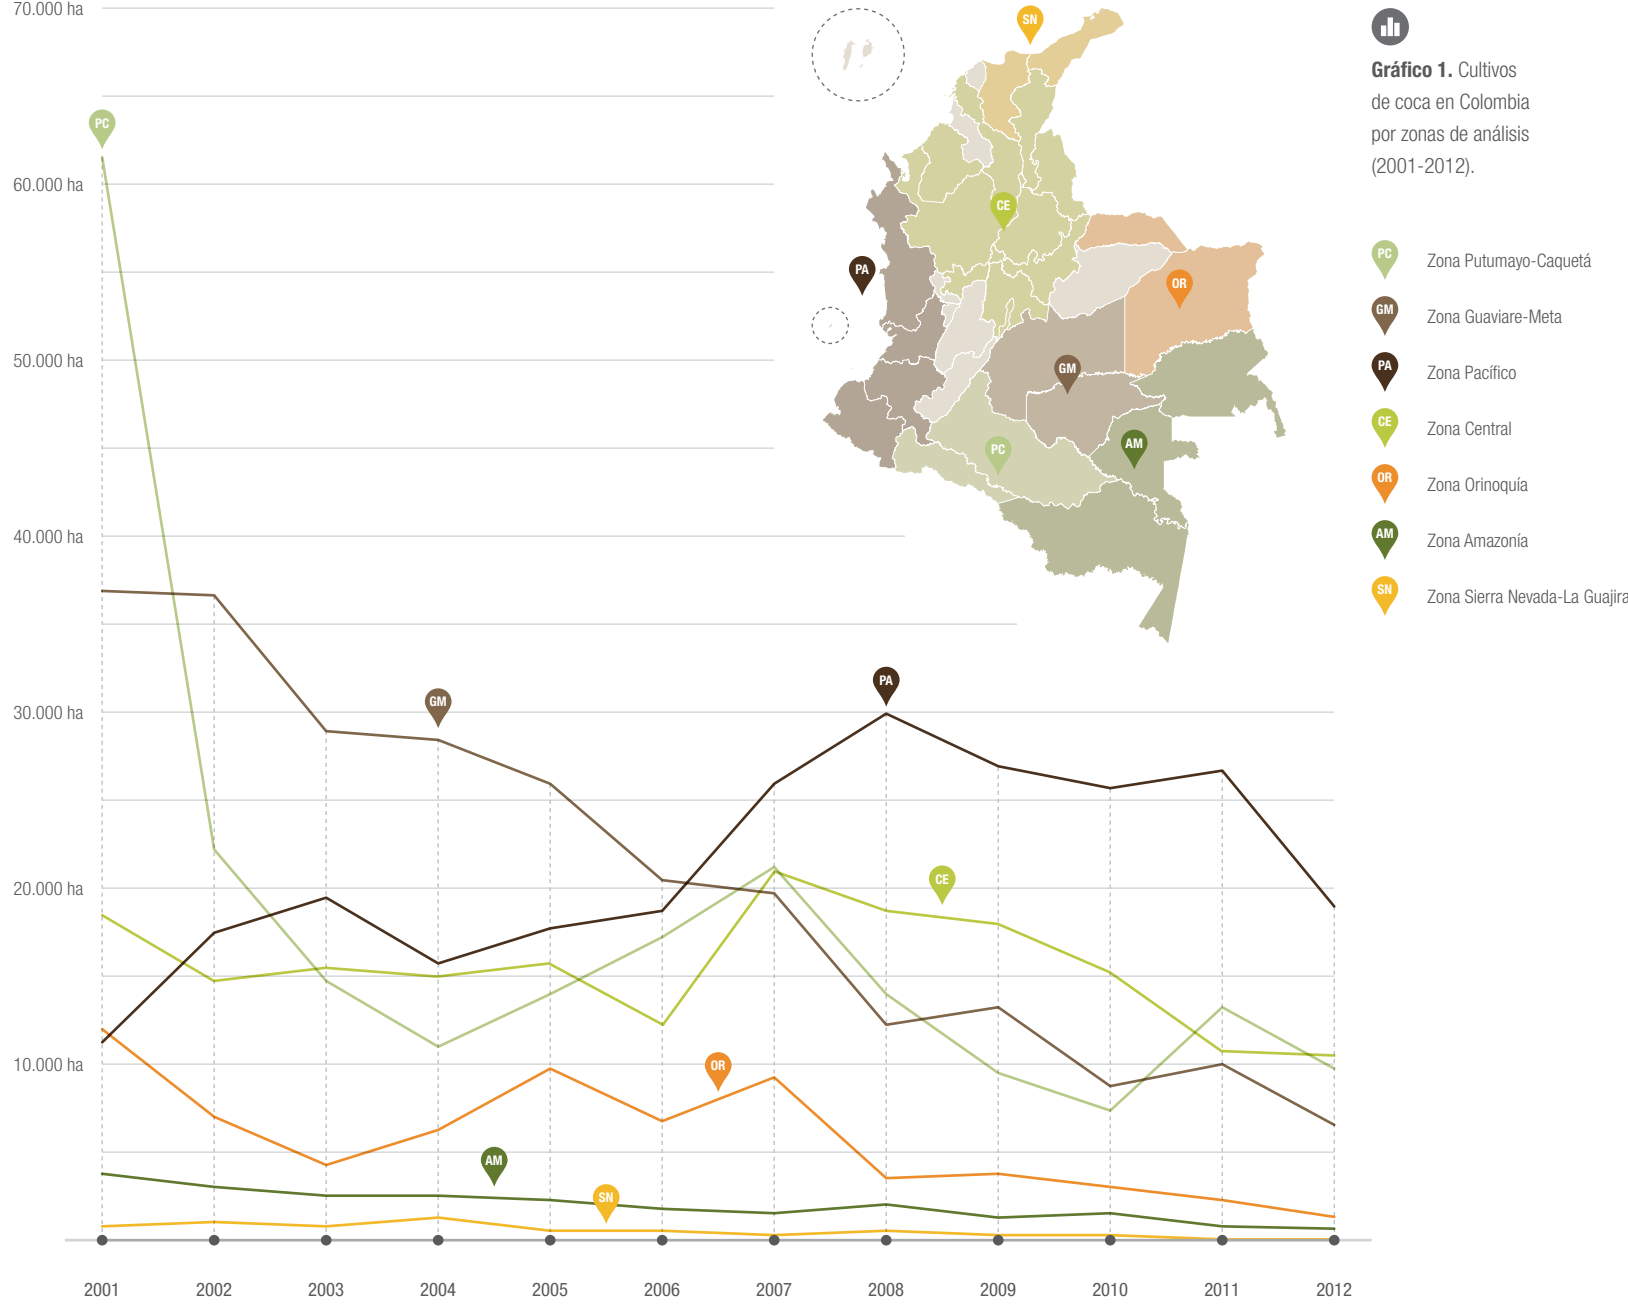 70.000 ha
60.000 ha
50.000 ha
40.000 ha
30.000 ha
20.000 ha
10.000 ha
PC
GM
PA
CE
OR
AM
SN
2001 2002 2003 2004 2005 2006 2007 2008 2009 2010 2011 2012
SN
CE
PA
OR
GM
PC
AM
Gráfico 1. Cultivos
de coca en Colombia
por zonas de análisis
(2001-2012).
PC Zona Putumayo-Caquetá
GM Zona Guaviare-Meta
PA Zona Pacífico
CE Zona Central
OR Zona Orinoquía
AM Zona Amazonía
SN Zona Sierra Nevada-La Guajira